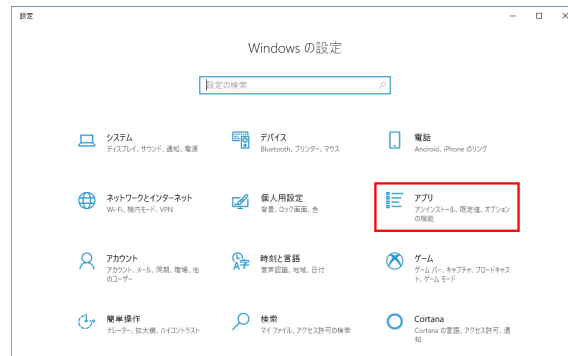 設定
Windows の設定
設定の検索
システム
ディスプレイ、サウンド、通知、電源
デバイス
Bluetooth、プリンター、マウス
電話
Android、iPhone のリンク
ネットワークとインターネット
Wi-Fi、機内モード、VPN
個人用設定
背景、ロック画面、色
アプリ
アンインストール、既定値、オプション
の機能
アカウント
アカウント、メール、同期、職場、他
のユーザー
時刻と言語
音声認識、地域、日付
ゲーム
ゲーム バー、キャプチャ、ブロードキャス
ト、ゲーム モード
簡単操作
ナレーター、拡大鏡、ハイコントラスト
検索
マイ ファイル、アクセス許可の検索
Cortana
Cortana の言語、アクセス許可、通
知